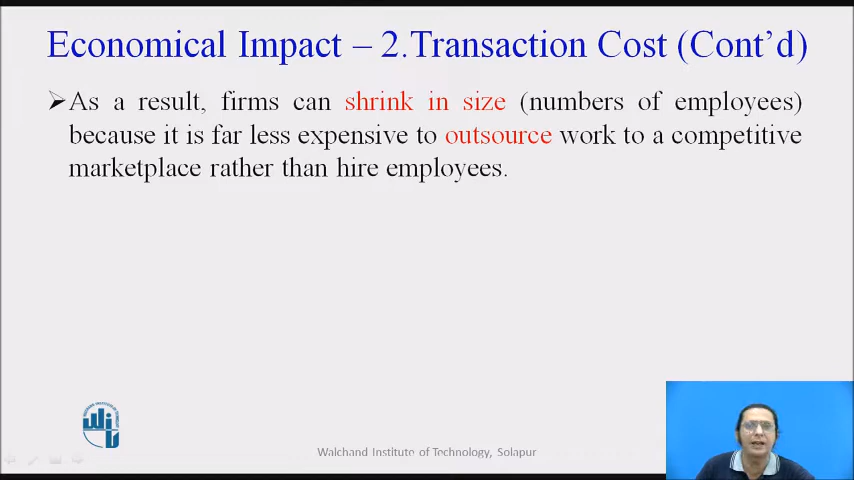 Economical Impact – 2.Transaction Cost (Cont’d)
➢As a result, firms can shrink in size (numbers of employees)
because it is far less expensive to outsource work to a competitive
marketplace rather than hire employees.
Walchand Institute of Technology, Solapur